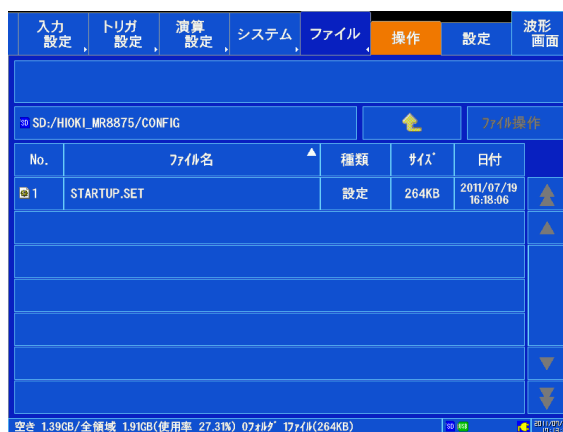 入力設定
トリガ設定
演算設定
システム
ファイル
操作
設定
波形画面
SD:/HIOKI_MR8875/CONFIG
ファイル操作
No.
ファイル名
種類
サイズ
日付
1
STARTUP.SET
設定
264KB
2011/07/19
16:18:06
空き 1.39GB/全領域 1.91GB(使用率 27.31%) 0フォルダ 1ファイル(264KB)
SD